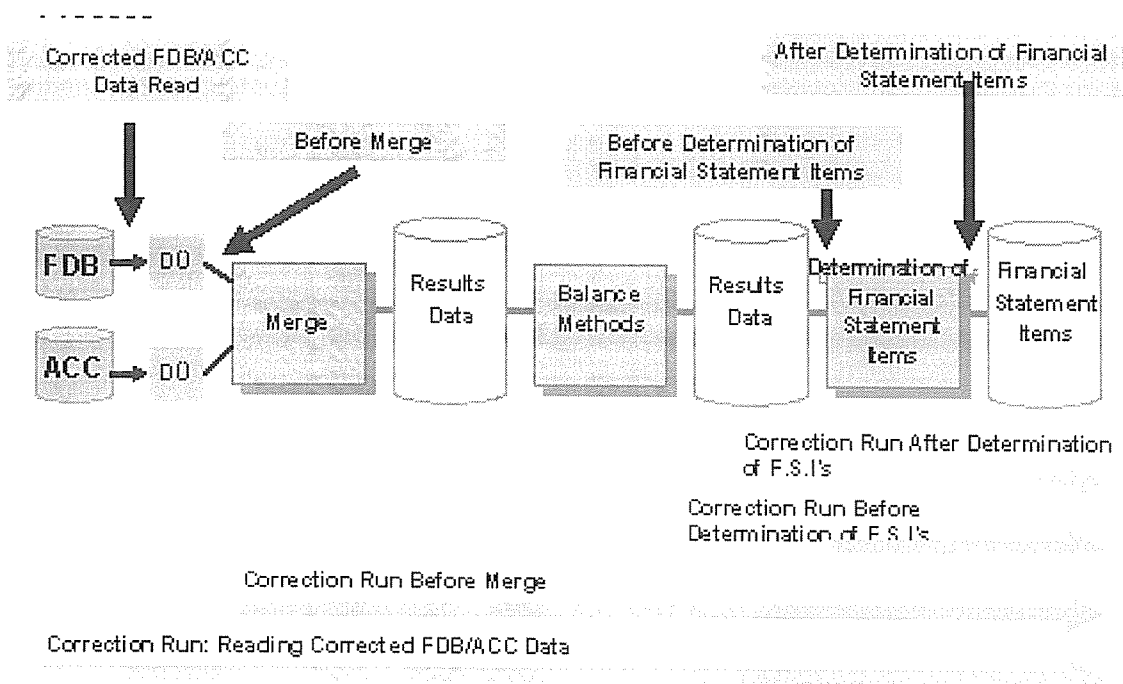 Corrected FDB/ACC
Data Read
After Determination of Financial
Statement Items
Before Merge
Before Determination of
Financial Statement Items
FDB
DO
ACC
DO
Merge
Results
Data
Balance
Methods
Results
Data
Determination of
Financial
Statement
Items
Financial
Statement
Items
Correction Run After Determination
of F.S.I's
Correction Run Before
Determination of F.S.I's
Correction Run Before Merge
Correction Run: Reading Corrected FDB/ACC Data